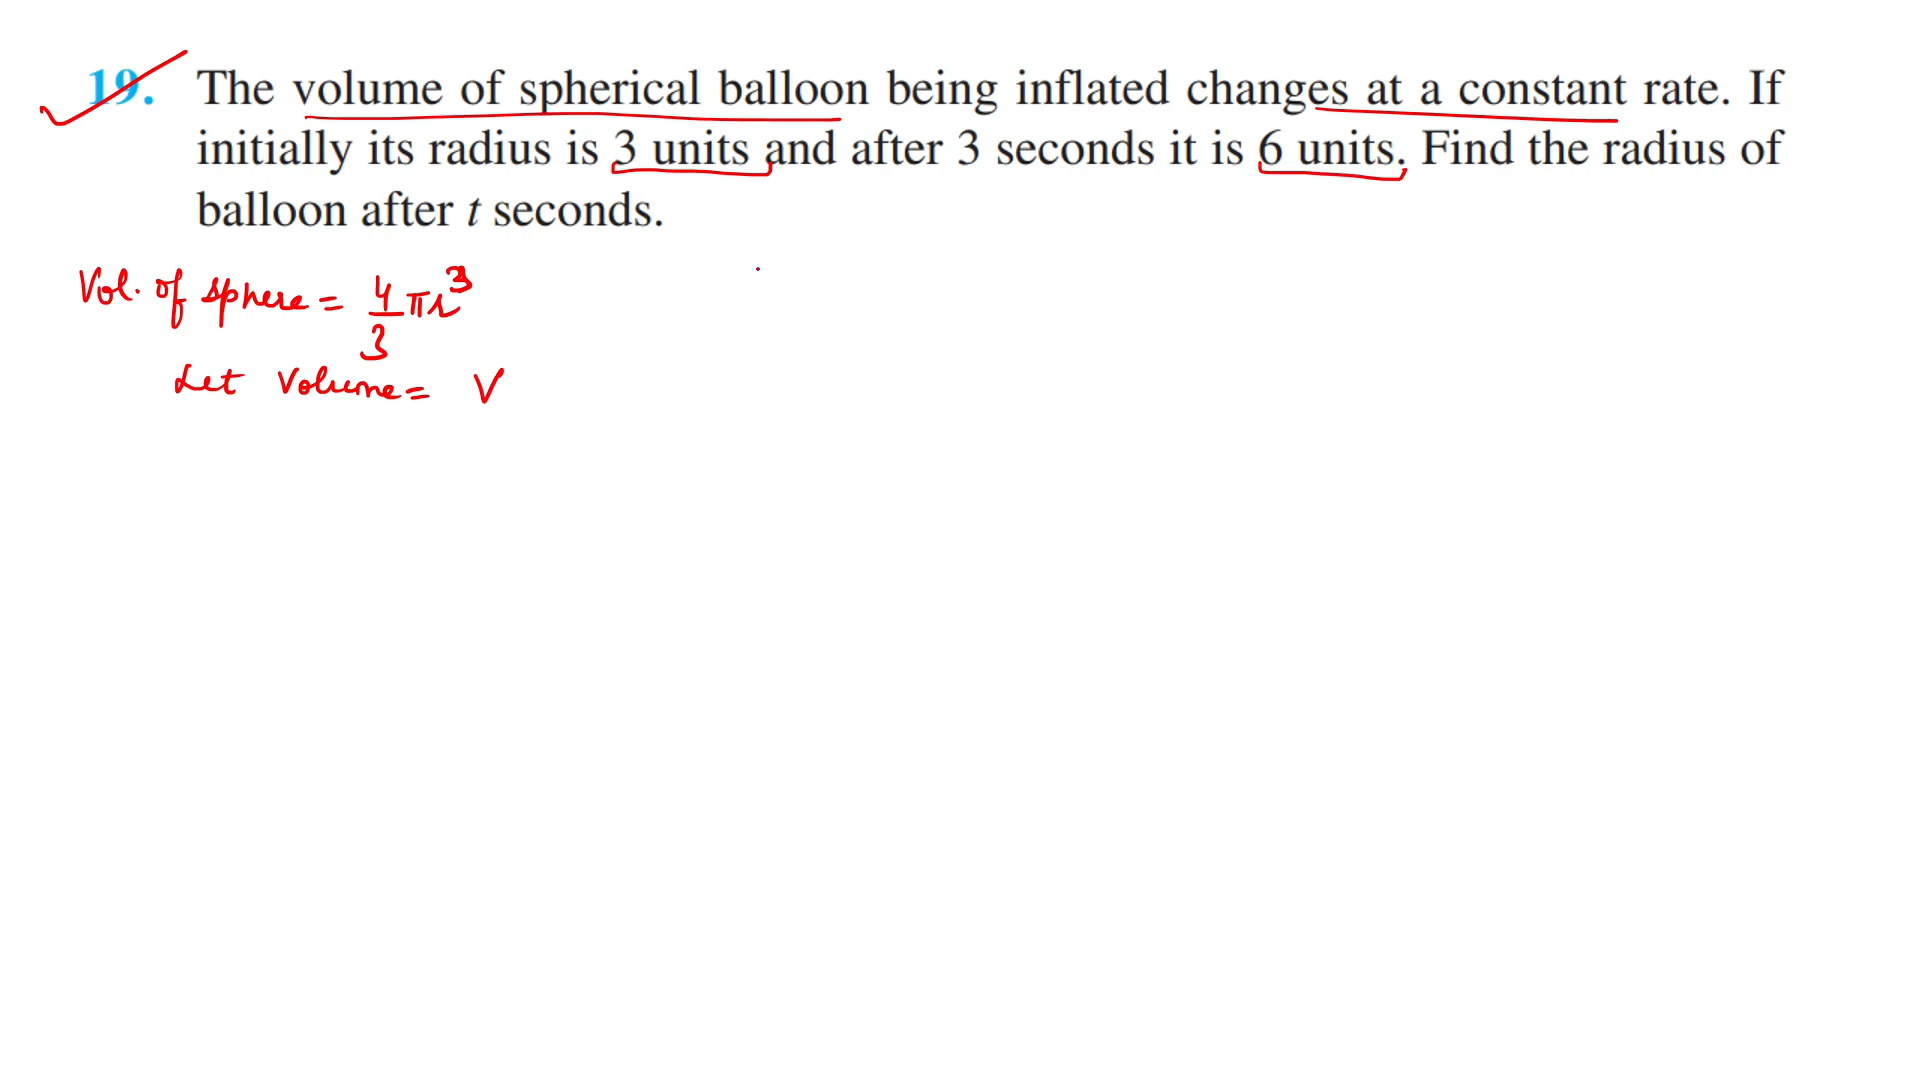 19. The volume of spherical balloon being inflated changes at a constant rate. If
initially its radius is 3 units and after 3 seconds it is 6 units. Find the radius of
balloon after t seconds.
Vol. of sphere = 4/3 πr³
Let Volume = V